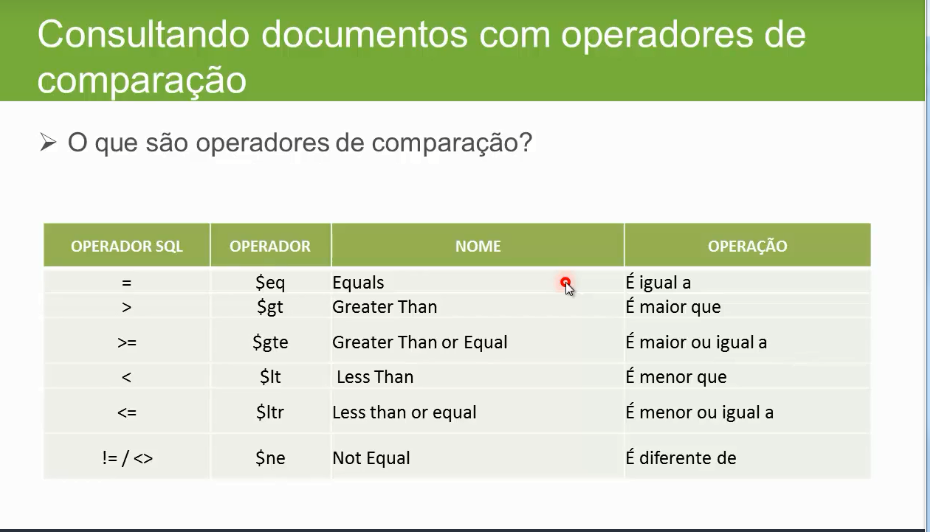 Consultando documentos com operadores de
comparação
➢ O que são operadores de comparação?
OPERADOR SQL OPERADOR NOME OPERAÇÃO
= $eq Equals É igual a
> $gt Greater Than É maior que
>= $gte Greater Than or Equal É maior ou igual a
< $lt Less Than É menor que
<= $ltr Less than or equal É menor ou igual a
!= / <> $ne Not Equal É diferente de